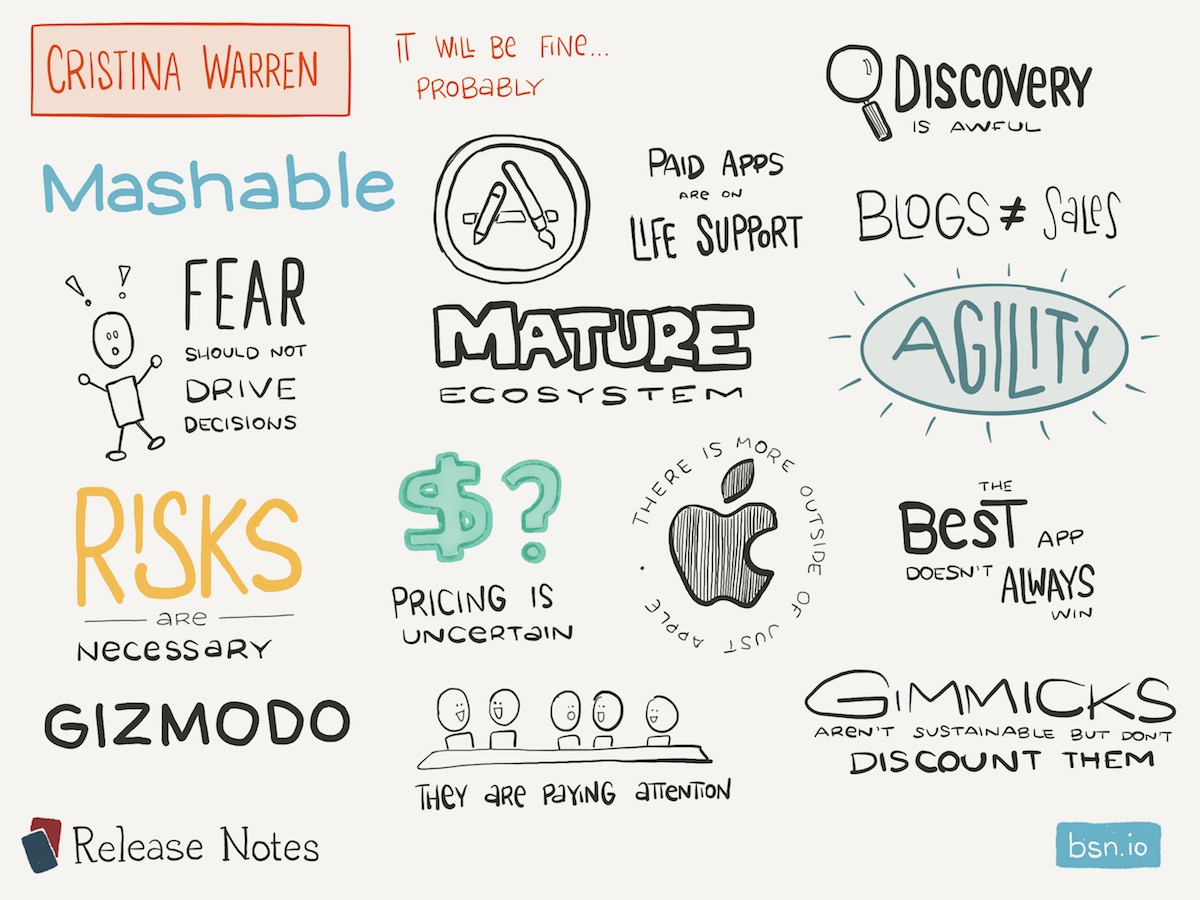 CRISTINA WARREN
IT WILL BE FINE...
PROBABLY
Mashable
FEAR
SHOULD NOT
DRIVE
DECISIONS
RISKS
are
NECESSARY
GIZMODO
PAID APPS
ARE ON
LIFE SUPPORT
MATURE
ECOSYSTEM
$?
PRICING IS
UNCERTAIN
THERE IS MORE OUTSIDE OF JUST APPLE
THEY ARE PAYING ATTENTION
DISCOVERY
IS AWFUL
BLOGS ≠ SALES
AGILITY
THE
BEST APP
DOESN'T ALWAYS
WIN
GIMMICKS
AREN'T SUSTAINABLE BUT DON'T
DISCOUNT THEM
Release Notes
bsn.io